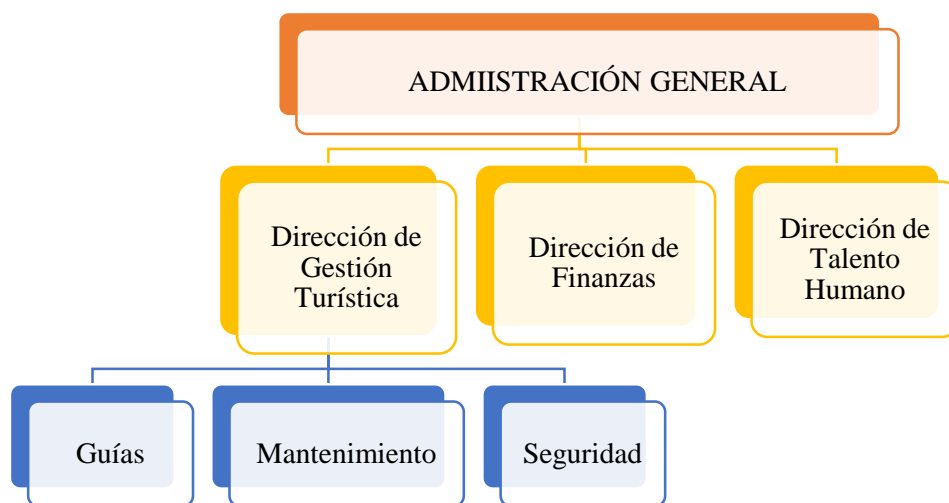 ADMIISTRACIÓN GENERAL
Dirección de
Gestión
Turística
Dirección de
Finanzas
Dirección de
Talento
Humano
Guías
Mantenimiento
Seguridad